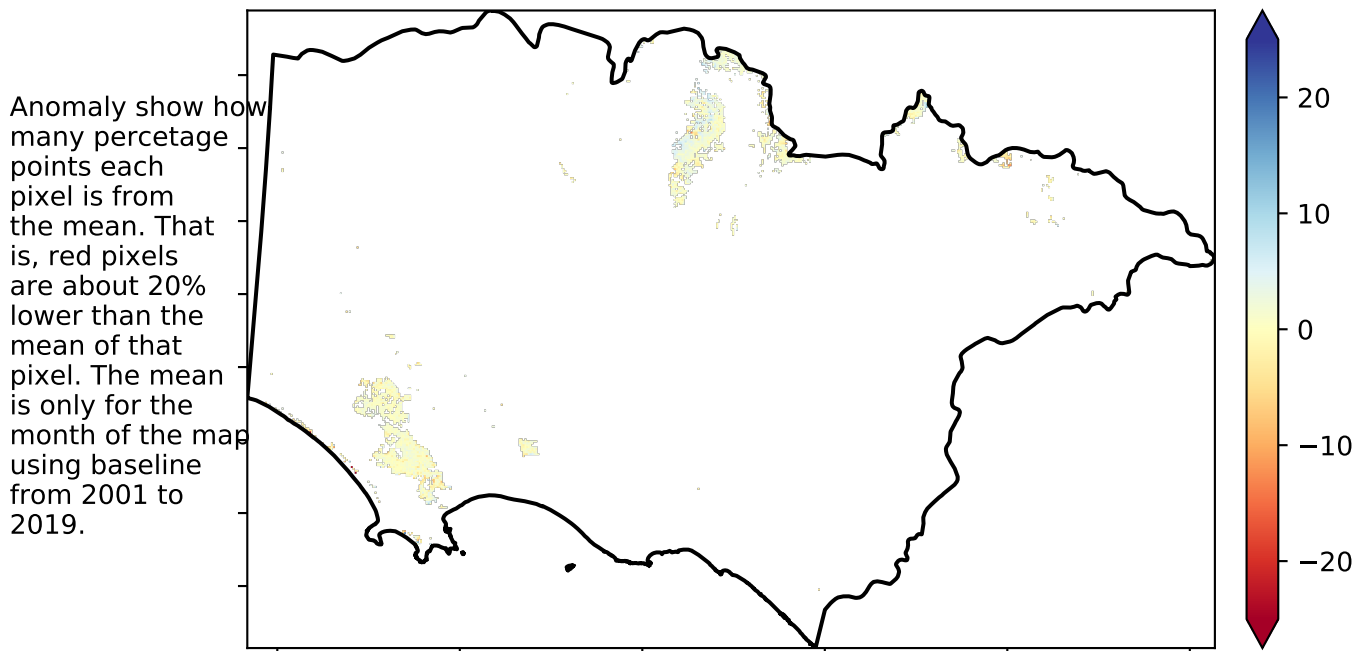 Anomaly show how
many percetage
points each
pixel is from
the mean. That
is, red pixels
are about 20%
lower than the
mean of that
pixel. The mean
is only for the
month of the map
using baseline
from 2001 to
2019.
20
10
0
−10
−20